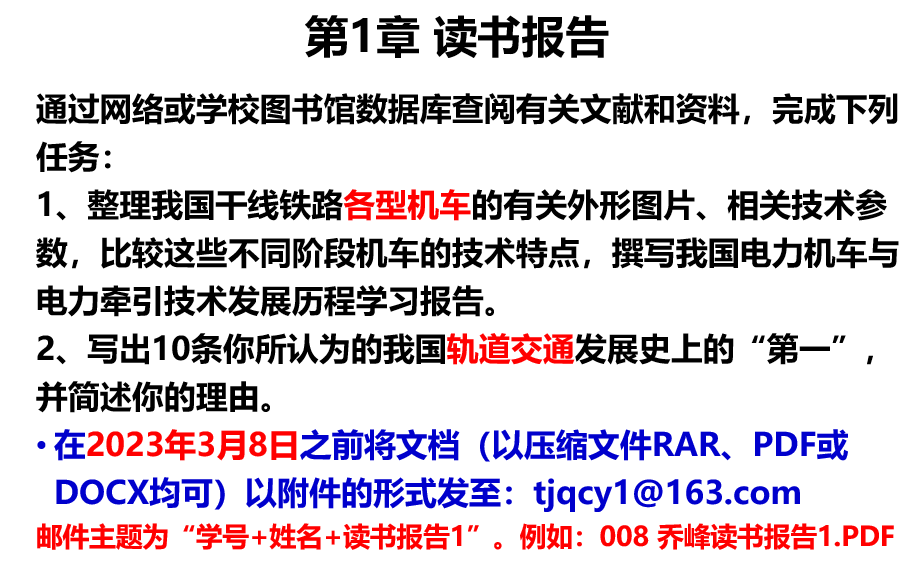 第1章 读书报告
通过网络或学校图书馆数据库查阅有关文献和资料，完成下列
任务：
1、整理我国干线铁路各型机车的有关外形图片、相关技术参
数，比较这些不同阶段机车的技术特点，撰写我国电力机车与
电力牵引技术发展历程学习报告。
2、写出10条你所认为的我国轨道交通发展史上的“第一”，
并简述你的理由。
• 在2023年3月8日之前将文档（以压缩文件RAR、PDF或
DOCX均可）以附件的形式发至：tjqcy1@163.com
邮件主题为“学号+姓名+读书报告1”。例如：008 乔峰读书报告1.PDF